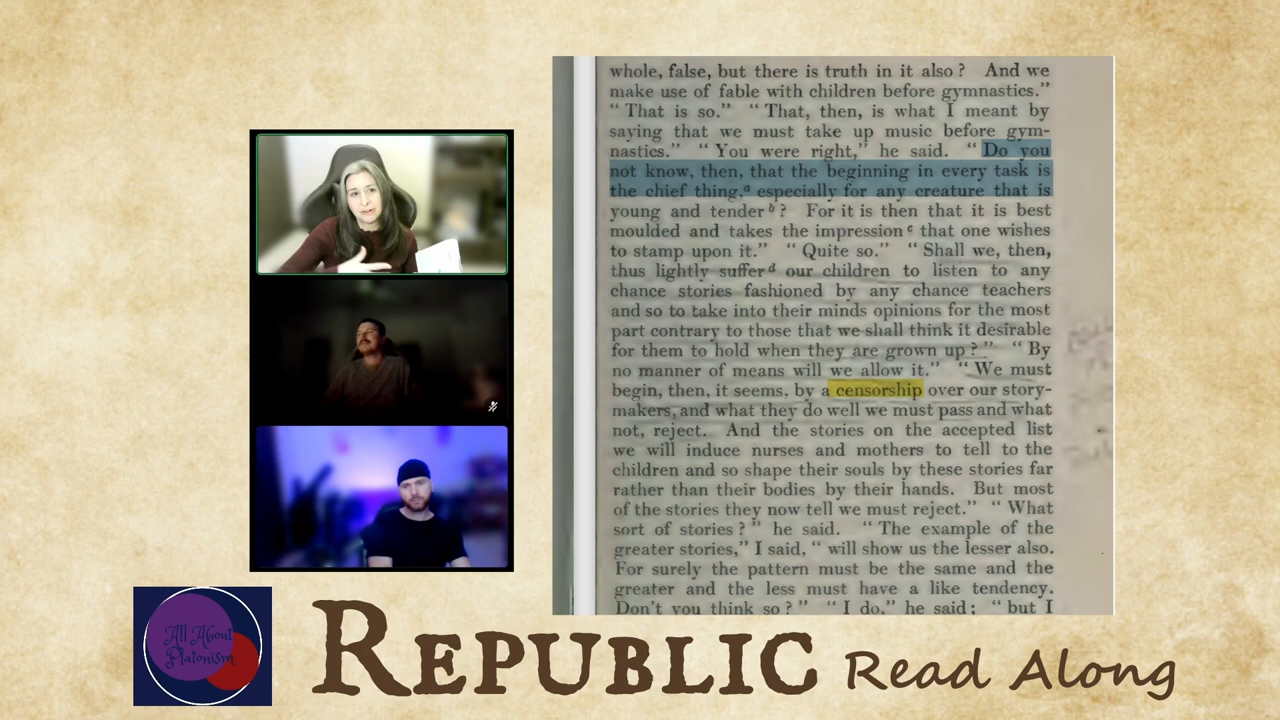 whole, false, but there is truth in it also ? And we
make use of fable with children before gymnastics.”
“ That is so.” “ That, then, is what I meant by
saying that we must take up music before gym-
nastics.” “ You were right,” he said. “ Do you
not know, then, that the beginning in every task is
the chief thing,ᵃ especially for any creature that is
young and tender ᵇ ? For it is then that it is best
moulded and takes the impression ᶜ that one wishes
to stamp upon it.” “ Quite so.” “ Shall we, then,
thus lightly suffer ᵈ our children to listen to any
chance stories fashioned by any chance teachers
and so to take into their minds opinions for the most
part contrary to those that we shall think it desirable
for them to hold when they are grown up ? ” “ By
no manner of means will we allow it.” “ We must
begin, then, it seems, by a censorship over our story-
makers, and what they do well we must pass and what
not, reject. And the stories on the accepted list
we will induce nurses and mothers to tell to the
children and so shape their souls by these stories far
rather than their bodies by their hands. But most
of the stories they now tell we must reject.” “ What
sort of stories ? ” he said. “ The example of the
greater stories,” I said, “ will show us the lesser also.
For surely the pattern must be the same and the
greater and the less must have a like tendency.
Don’t you think so ? ” “ I do,” he said ; “ but I
All About
Platonism
REPUBLIC Read Along